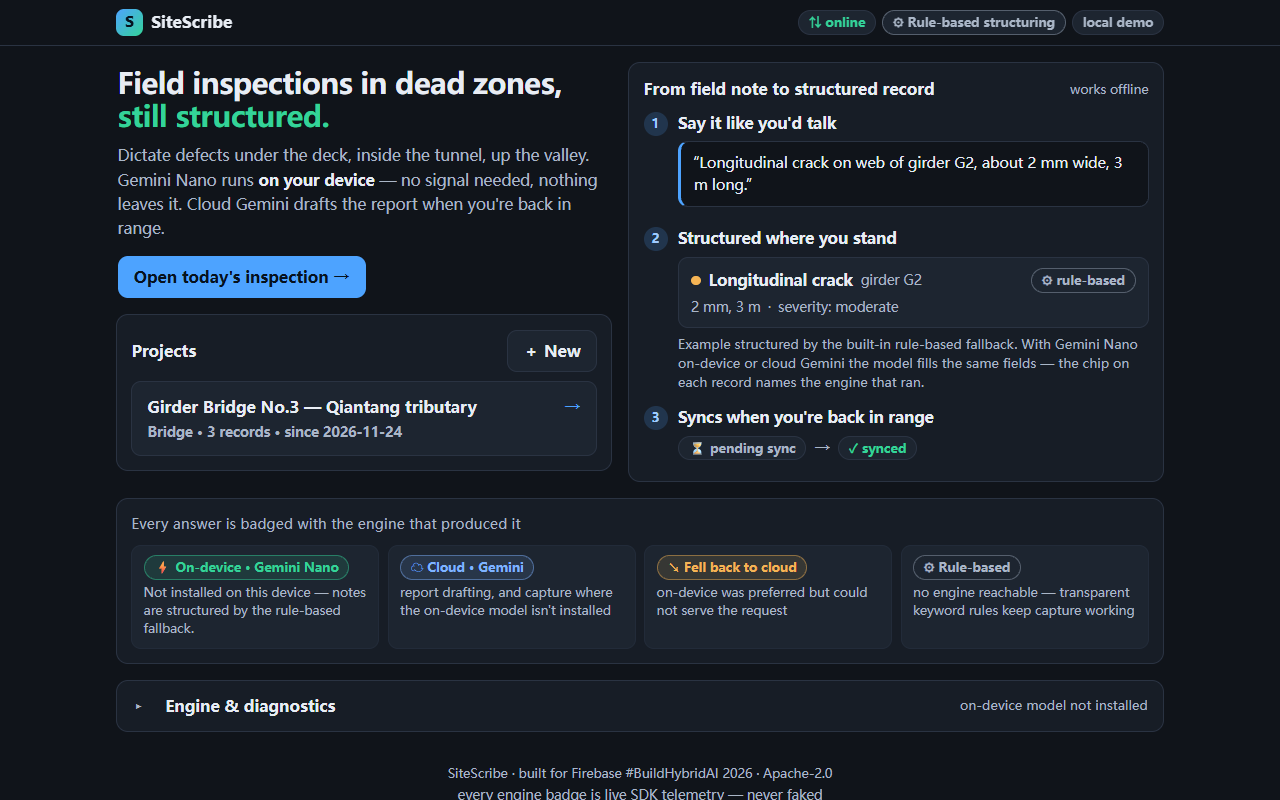 S SiteScribe
⇅ online
⚙ Rule-based structuring
local demo
Field inspections in dead zones,
still structured.
Dictate defects under the deck, inside the tunnel, up the valley.
Gemini Nano runs on your device — no signal needed, nothing
leaves it. Cloud Gemini drafts the report when you're back in
range.
Open today's inspection →
Projects
+ New
Girder Bridge No.3 — Qiantang tributary →
Bridge • 3 records • since 2026-11-24
From field note to structured record
works offline
1 Say it like you'd talk
“Longitudinal crack on web of girder G2, about 2 mm wide, 3
m long.”
2 Structured where you stand
Longitudinal crack girder G2
⚙ rule-based
2 mm, 3 m · severity: moderate
Example structured by the built-in rule-based fallback. With Gemini Nano
on-device or cloud Gemini the model fills the same fields — the chip on
each record names the engine that ran.
3 Syncs when you're back in range
⏳ pending sync → ✓ synced
Every answer is badged with the engine that produced it
⚡ On-device • Gemini Nano
Not installed on this device — notes
are structured by the rule-based
fallback.
☁ Cloud • Gemini
report drafting, and capture where
the on-device model isn't installed
↘ Fell back to cloud
on-device was preferred but could
not serve the request
⚙ Rule-based
no engine reachable — transparent
keyword rules keep capture working
▸ Engine & diagnostics
on-device model not installed
SiteScribe · built for Firebase #BuildHybridAI 2026 · Apache-2.0
every engine badge is live SDK telemetry — never faked